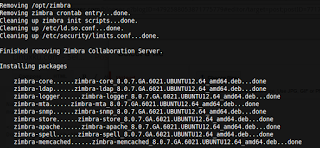 Removing /opt/zimbra
Removing zimbra crontab entry...done.
Cleaning up zimbra init scripts...done.
Cleaning up /etc/ld.so.conf...done.
Cleaning up /etc/security/limits.conf...done.
Finished removing Zimbra Collaboration Server.
Installing packages
zimbra-core......zimbra-core_8.0.7.GA.6021.UBUNTU12.64_amd64.deb...done
zimbra-ldap......zimbra-ldap_8.0.7.GA.6021.UBUNTU12.64_amd64.deb...done
zimbra-logger......zimbra-logger_8.0.7.GA.6021.UBUNTU12.64_amd64.deb...done
zimbra-mta......zimbra-mta_8.0.7.GA.6021.UBUNTU12.64_amd64.deb...done
zimbra-snmp......zimbra-snmp_8.0.7.GA.6021.UBUNTU12.64_amd64.deb...done
zimbra-store......zimbra-store_8.0.7.GA.6021.UBUNTU12.64_amd64.deb...done
zimbra-apache......zimbra-apache_8.0.7.GA.6021.UBUNTU12.64_amd64.deb...done
zimbra-spell......zimbra-spell_8.0.7.GA.6021.UBUNTU12.64_amd64.deb...done
zimbra-memcached......zimbra-memcached_8.0.7.GA.6021.UBUNTU12.64_amd64.deb...done